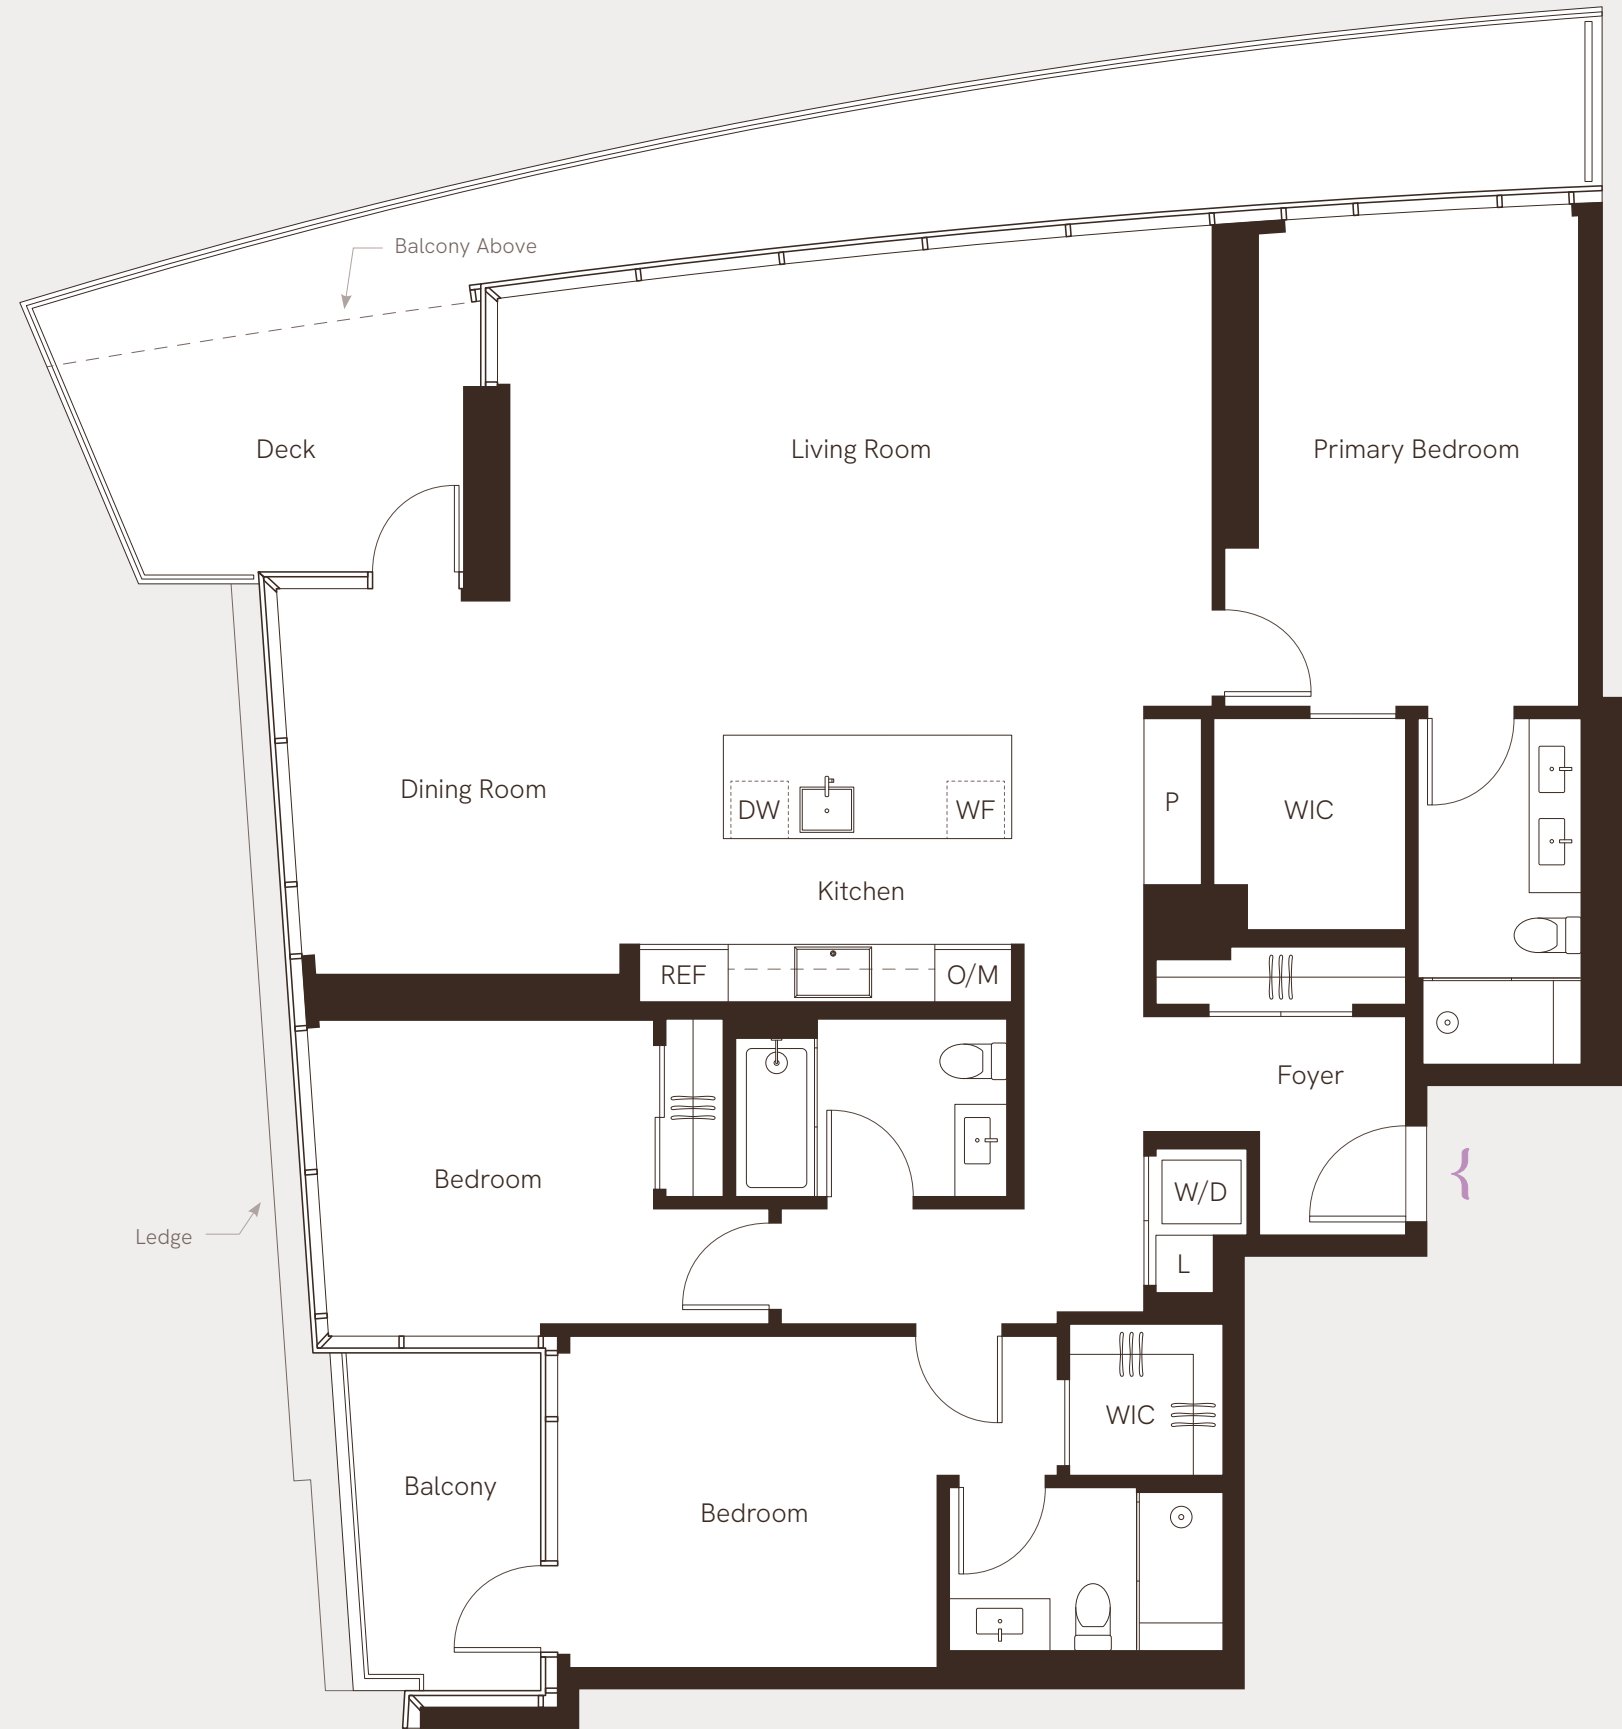 Balcony Above
Deck
Living Room
Primary Bedroom
Dining Room
DW
WF
P
WIC
Kitchen
REF
O/M
Foyer
Bedroom
W/D
Ledge
L
WIC
Balcony
Bedroom